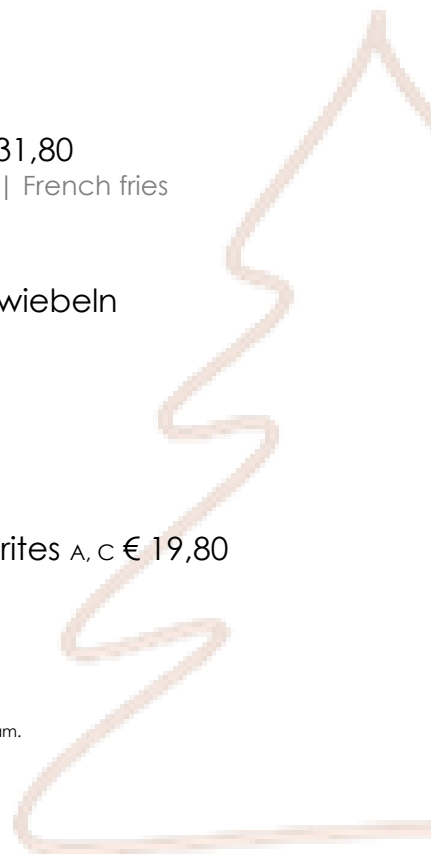 31,80
| French fries
wiebeln
rites A, C € 19,80
um.